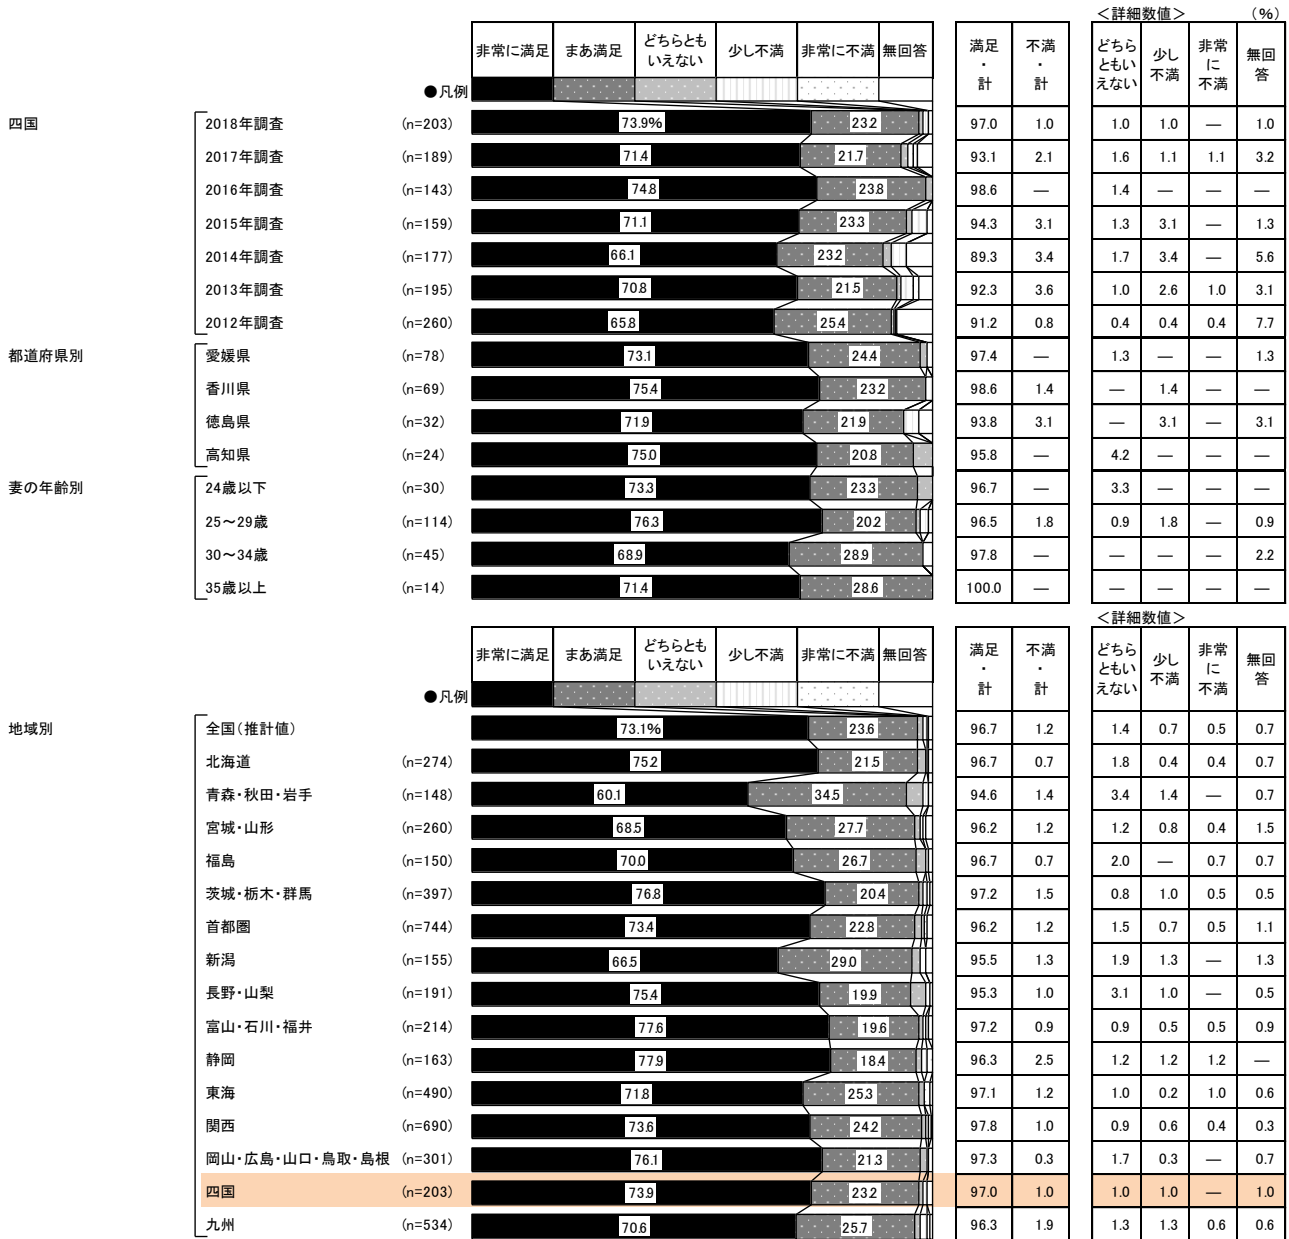 ＜詳細数値＞ （％）
非常に満足 まあ満足 どちらとも いえない 少し不満 非常に不満 無回答 満足 ・ 計 不満 ・ 計 どちら ともい えない 少し 不満 非常 に 不満 無回 答
●凡例
四国 2018年調査 (n=203) 73.9% 23.2 97.0 1.0 1.0 1.0 ― 1.0
2017年調査 (n=189) 71.4 21.7 93.1 2.1 1.6 1.1 1.1 3.2
2016年調査 (n=143) 74.8 23.8 98.6 ― 1.4 ― ― ―
2015年調査 (n=159) 71.1 23.3 94.3 3.1 1.3 3.1 ― 1.3
2014年調査 (n=177) 66.1 23.2 89.3 3.4 1.7 3.4 ― 5.6
2013年調査 (n=195) 70.8 21.5 92.3 3.6 1.0 2.6 1.0 3.1
2012年調査 (n=260) 65.8 25.4 91.2 0.8 0.4 0.4 0.4 7.7
都道府県別 愛媛県 (n=78) 73.1 24.4 97.4 ― 1.3 ― ― 1.3
香川県 (n=69) 75.4 23.2 98.6 1.4 ― 1.4 ― ―
徳島県 (n=32) 71.9 21.9 93.8 3.1 ― 3.1 ― 3.1
高知県 (n=24) 75.0 20.8 95.8 ― 4.2 ― ― ―
妻の年齢別 24歳以下 (n=30) 73.3 23.3 96.7 ― 3.3 ― ― ―
25～29歳 (n=114) 76.3 20.2 96.5 1.8 0.9 1.8 ― 0.9
30～34歳 (n=45) 68.9 28.9 97.8 ― ― ― ― 2.2
35歳以上 (n=14) 71.4 28.6 100.0 ― ― ― ― ―
＜詳細数値＞
非常に満足 まあ満足 どちらとも いえない 少し不満 非常に不満 無回答 満足 ・ 計 不満 ・ 計 どちら ともい えない 少し 不満 非常 に 不満 無回 答
●凡例
地域別 全国（推計値） 73.1% 23.6 96.7 1.2 1.4 0.7 0.5 0.7
北海道 (n=274) 75.2 21.5 96.7 0.7 1.8 0.4 0.4 0.7
青森・秋田・岩手 (n=148) 60.1 34.5 94.6 1.4 3.4 1.4 ― 0.7
宮城・山形 (n=260) 68.5 27.7 96.2 1.2 1.2 0.8 0.4 1.5
福島 (n=150) 70.0 26.7 96.7 0.7 2.0 ― 0.7 0.7
茨城・栃木・群馬 (n=397) 76.8 20.4 97.2 1.5 0.8 1.0 0.5 0.5
首都圏 (n=744) 73.4 22.8 96.2 1.2 1.5 0.7 0.5 1.1
新潟 (n=155) 66.5 29.0 95.5 1.3 1.9 1.3 ― 1.3
長野・山梨 (n=191) 75.4 19.9 95.3 1.0 3.1 1.0 ― 0.5
富山・石川・福井 (n=214) 77.6 19.6 97.2 0.9 0.9 0.5 0.5 0.9
静岡 (n=163) 77.9 18.4 96.3 2.5 1.2 1.2 1.2 ―
東海 (n=490) 71.8 25.3 97.1 1.2 1.0 0.2 1.0 0.6
関西 (n=690) 73.6 24.2 97.8 1.0 0.9 0.6 0.4 0.3
岡山・広島・山口・鳥取・島根 (n=301) 76.1 21.3 97.3 0.3 1.7 0.3 ― 0.7
四国 (n=203) 73.9 23.2 97.0 1.0 1.0 1.0 ― 1.0
九州 (n=534) 70.6 25.7 96.3 1.9 1.3 1.3 0.6 0.6